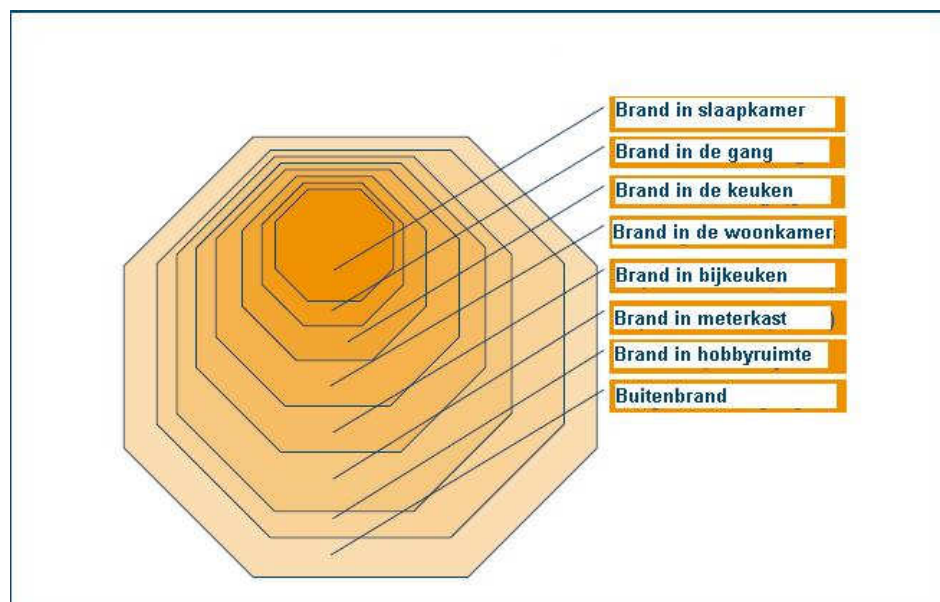 Brand in slaapkamer
Brand in de gang
Brand in de keuken
Brand in de woonkamer
Brand in bijkeuken
Brand in meterkast
Brand in hobbyruimte
Buitenbrand